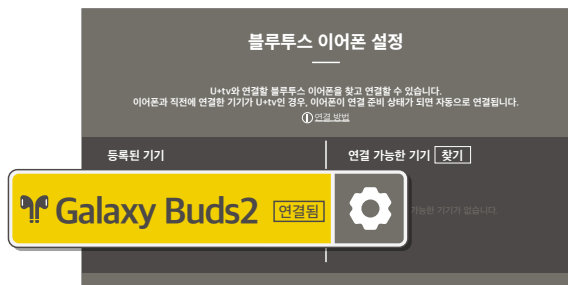 블루투스 이어폰 설정
U+tv와 연결할 블루투스 이어폰을 찾고 연결할 수 있습니다.
이어폰과 직전에 연결한 기기가 U+tv인 경우, 이어폰이 연결 준비 상태가 되면 자동으로 연결됩니다.
연결 방법
등록된 기기
연결 가능한 기기 찾기
Galaxy Buds2 연결됨
가능한 기기가 없습니다.